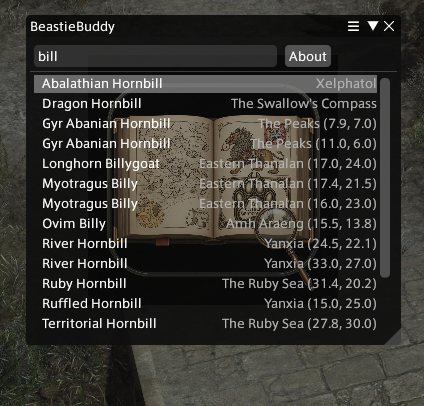 BeastieBuddy
bill About
Abalathian Hornbill Xelphatol
Dragon Hornbill The Swallow's Compass
Gyr Abanian Hornbill The Peaks (7.9, 7.0)
Gyr Abanian Hornbill The Peaks (11.0, 6.0)
Longhorn Billygoat Eastern Thanalan (17.0, 24.0)
Myotragus Billy Eastern Thanalan (17.4, 21.5)
Myotragus Billy Eastern Thanalan (16.0, 23.0)
Ovim Billy Amh Araeng (15.5, 13.8)
River Hornbill Yanxia (24.5, 22.1)
River Hornbill Yanxia (33.0, 27.0)
Ruby Hornbill The Ruby Sea (31.4, 20.2)
Ruffled Hornbill Yanxia (15.0, 25.0)
Territorial Hornbill The Ruby Sea (27.8, 30.0)